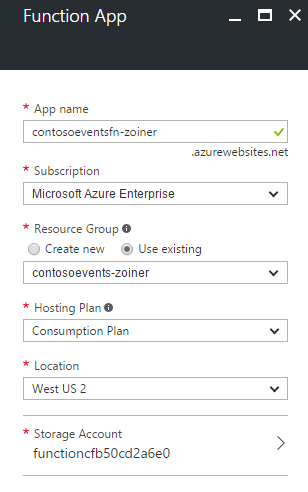 Function App
* App name
contosoeventsfn-zoiner
.azurewebsites.net
* Subscription
Microsoft Azure Enterprise
* Resource Group
Create new Use existing
contosoevents-zoiner
* Hosting Plan
Consumption Plan
* Location
West US 2
* Storage Account
functioncfb50cd2a6e0